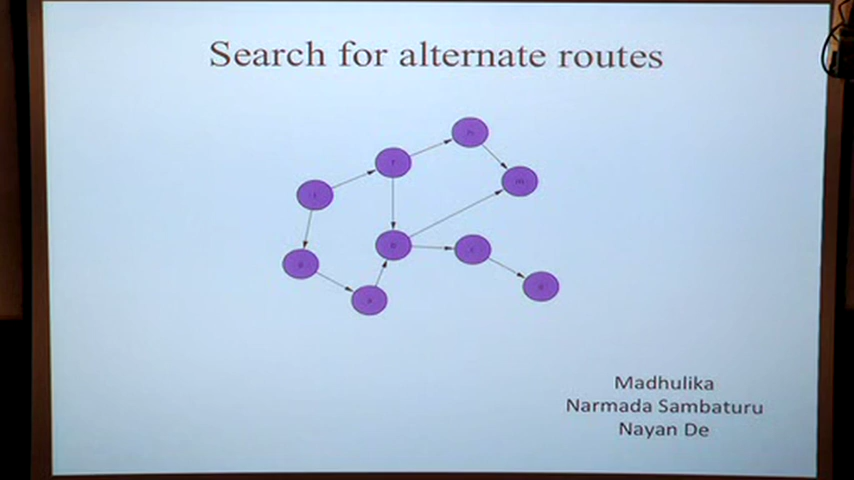 Search for alternate routes
Madhulika
Narmada Sambaturu
Nayan De